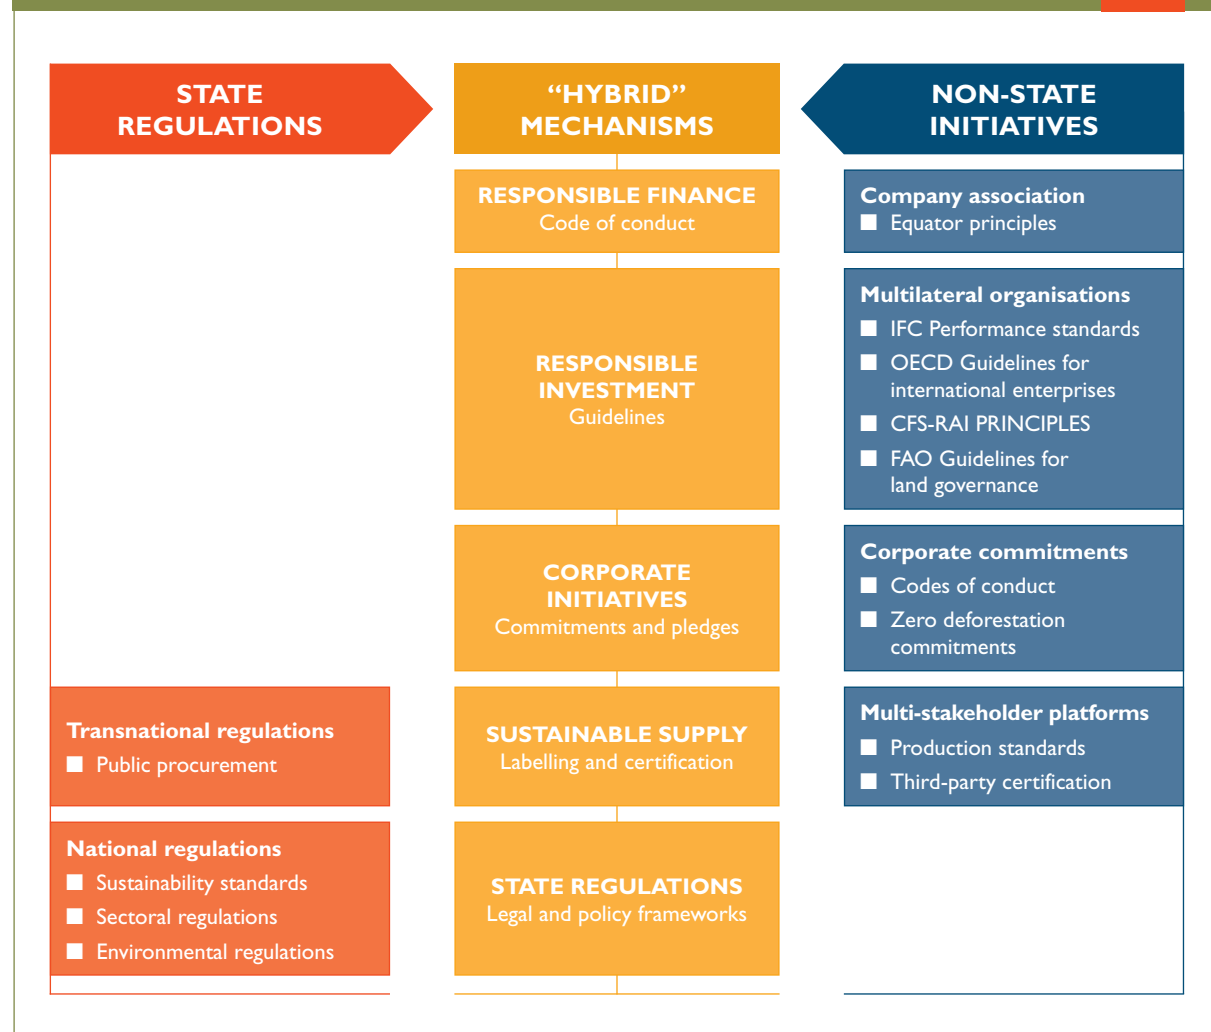 STATE
REGULATIONS
“HYBRID”
MECHANISMS
NON-STATE
INITIATIVES
RESPONSIBLE FINANCE
Code of conduct
Company association
■ Equator principles
RESPONSIBLE
INVESTMENT
Guidelines
Multilateral organisations
■ IFC Performance standards
■ OECD Guidelines for
international enterprises
■ CFS-RAI PRINCIPLES
■ FAO Guidelines for
land governance
CORPORATE
INITIATIVES
Commitments and pledges
Corporate commitments
■ Codes of conduct
■ Zero deforestation
commitments
Transnational regulations
■ Public procurement
SUSTAINABLE SUPPLY
Labelling and certification
Multi-stakeholder platforms
■ Production standards
■ Third-party certification
National regulations
■ Sustainability standards
■ Sectoral regulations
■ Environmental regulations
STATE REGULATIONS
Legal and policy frameworks